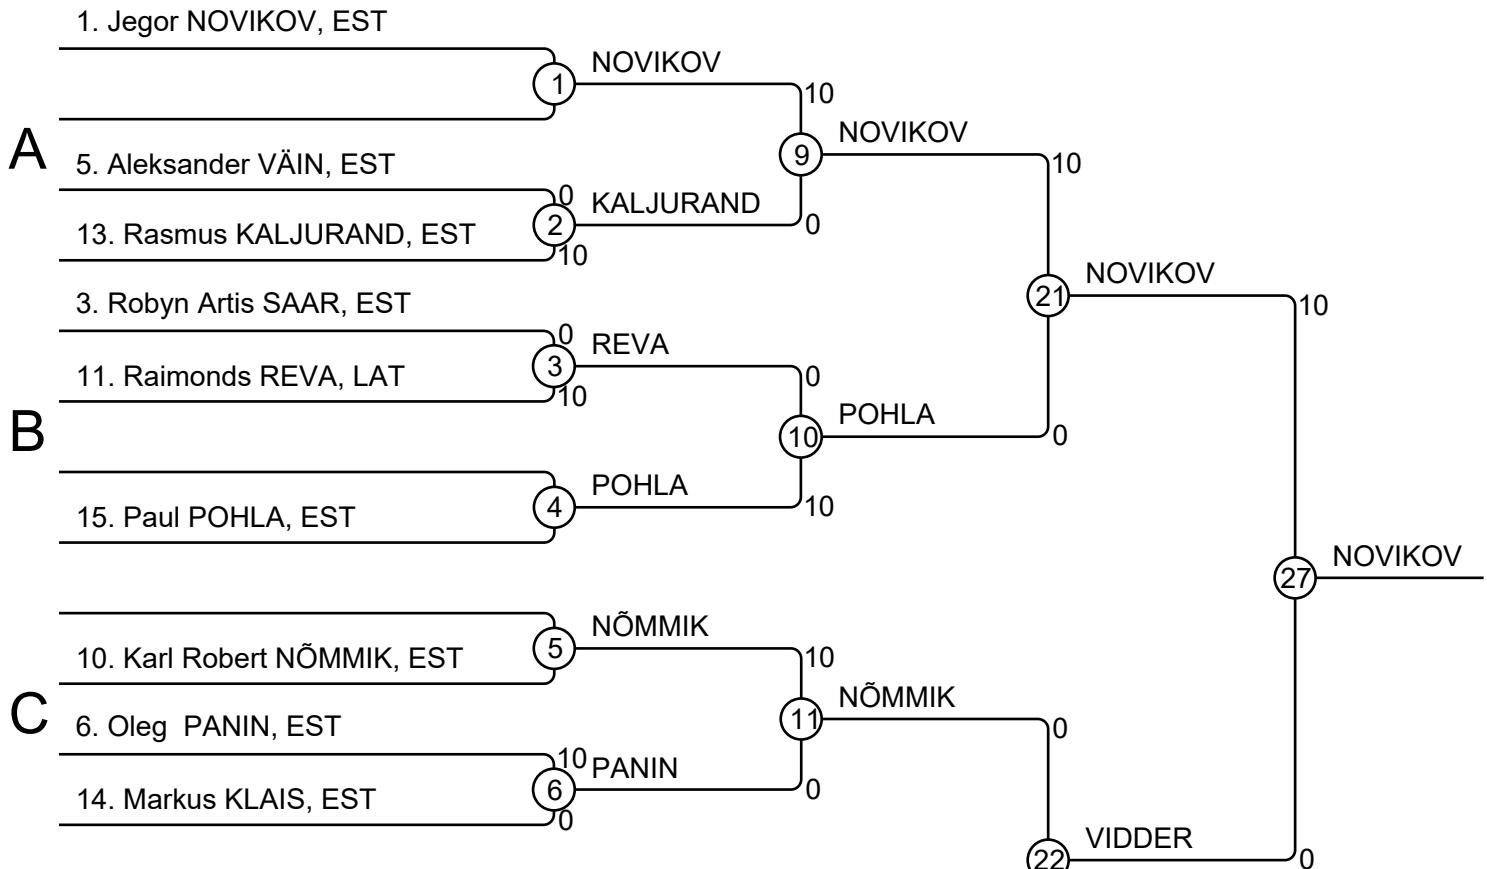 1. Jegor NOVIKOV, EST
1
NOVIKOV
10
A
5. Aleksander VÄIN, EST
0
13. Rasmus KALJURAND, EST
2
10
KALJURAND
0
9
NOVIKOV
10
3. Robyn Artis SAAR, EST
0
11. Raimonds REVA, LAT
3
10
REVA
0
B
15. Paul POHLA, EST
4
POHLA
10
10
POHLA
0
21
NOVIKOV
10
10. Karl Robert NÕMMIK, EST
5
NÕMMIK
10
C
6. Oleg  PANIN, EST
10
14. Markus KLAIS, EST
6
0
PANIN
0
11
NÕMMIK
0
22
VIDDER
0
27
NOVIKOV